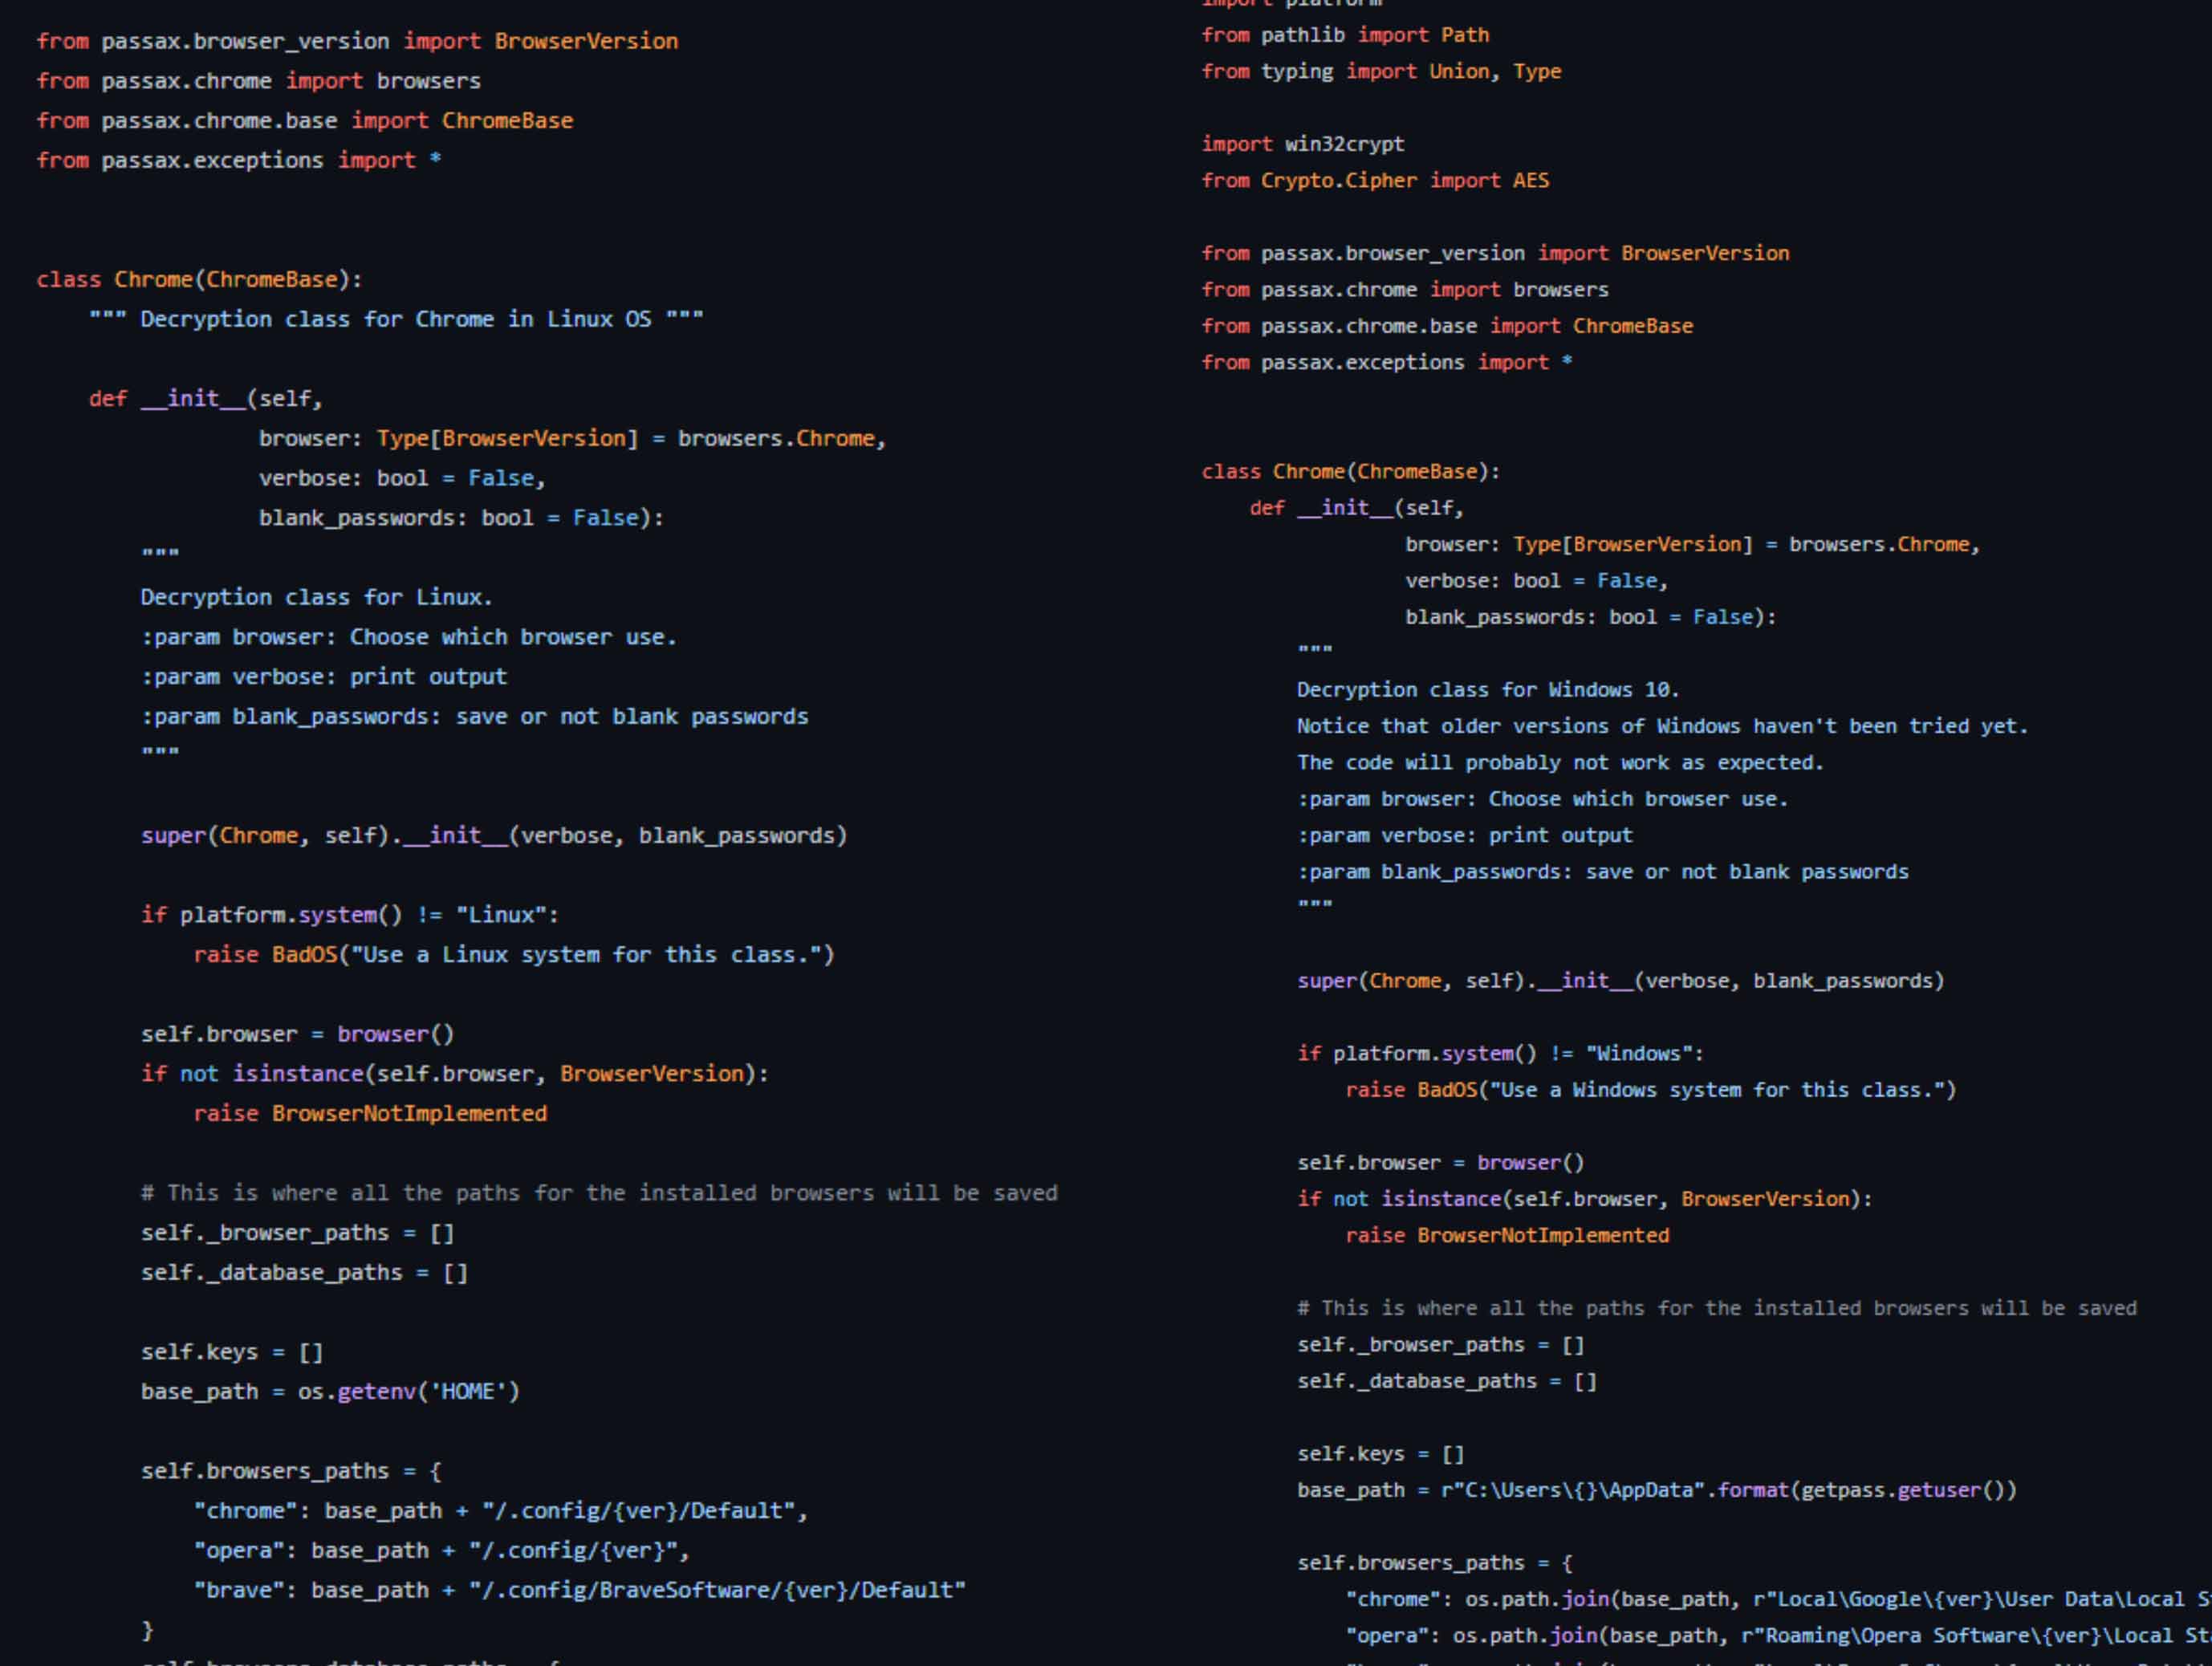 from passax.browser_version import BrowserVersion
from passax.chrome import browsers
from passax.chrome.base import ChromeBase
from passax.exceptions import *
class Chrome(ChromeBase):
""" Decryption class for Chrome in Linux OS """
def __init__(self,
browser: Type[BrowserVersion] = browsers.Chrome,
verbose: bool = False,
blank_passwords: bool = False):
"""
Decryption class for Linux.
:param browser: Choose which browser use.
:param verbose: print output
:param blank_passwords: save or not blank passwords
"""
super(Chrome, self).__init__(verbose, blank_passwords)
if platform.system() != "Linux":
raise BadOS("Use a Linux system for this class.")
self.browser = browser()
if not isinstance(self.browser, BrowserVersion):
raise BrowserNotImplemented
# This is where all the paths for the installed browsers will be saved
self._browser_paths = []
self._database_paths = []
self.keys = []
base_path = os.getenv('HOME')
self.browsers_paths = {
"chrome": base_path + "/.config/{ver}/Default",
"opera": base_path + "/.config/{ver}",
"brave": base_path + "/.config/BraveSoftware/{ver}/Default"
}
import platform
from pathlib import Path
from typing import Union, Type
import win32crypt
from Crypto.Cipher import AES
from passax.browser_version import BrowserVersion
from passax.chrome import browsers
from passax.chrome.base import ChromeBase
from passax.exceptions import *
class Chrome(ChromeBase):
def __init__(self,
browser: Type[BrowserVersion] = browsers.Chrome,
verbose: bool = False,
blank_passwords: bool = False):
"""
Decryption class for Windows 10.
Notice that older versions of Windows haven't been tried yet.
The code will probably not work as expected.
:param browser: Choose which browser use.
:param verbose: print output
:param blank_passwords: save or not blank passwords
"""
super(Chrome, self).__init__(verbose, blank_passwords)
if platform.system() != "Windows":
raise BadOS("Use a Windows system for this class.")
self.browser = browser()
if not isinstance(self.browser, BrowserVersion):
raise BrowserNotImplemented
# This is where all the paths for the installed browsers will be saved
self._browser_paths = []
self._database_paths = []
self.keys = []
base_path = r"C:\Users\{}\AppData".format(getpass.getuser())
self.browsers_paths = {
"chrome": os.path.join(base_path, r"Local\Google\{ver}\User Data\Local S
"opera": os.path.join(base_path, r"Roaming\Opera Software\{ver}\Local Sta